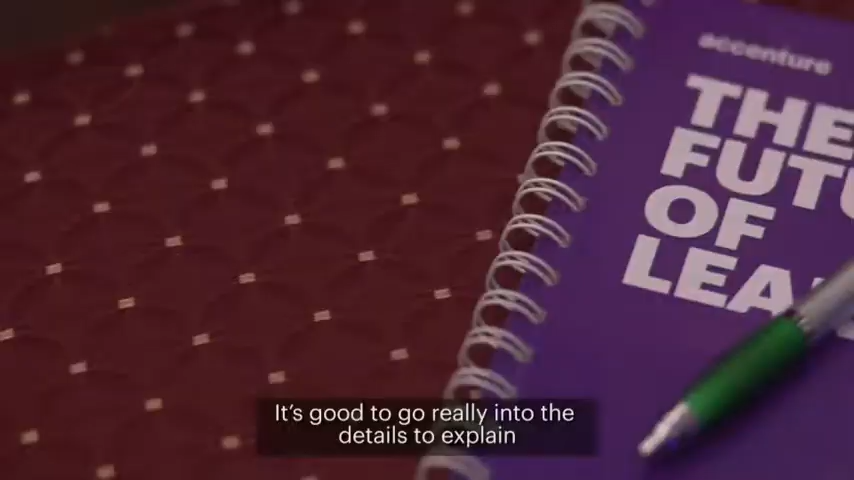 accenture
THE
FUTU
OF
LEA
It's good to go really into the
details to explain